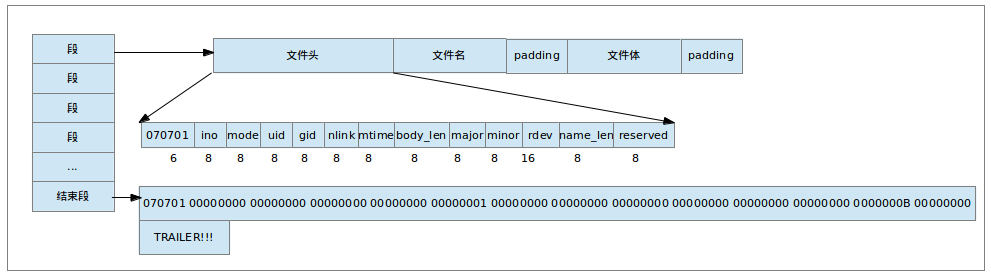 段
文件头
文件名
padding
文件体
padding
段
段
段
070701
ino
mode
uid
gid
nlink
mtime
body_len
major
minor
rdev
name_len
reserved
6 8 8 8 8 8 8 8 8 8 16 8 8
...
结束段
070701 00000000 00000000 00000000 00000000 00000001 00000000 00000000 00000000 00000000 00000000 00000000 0000000B 00000000
TRAILER!!!